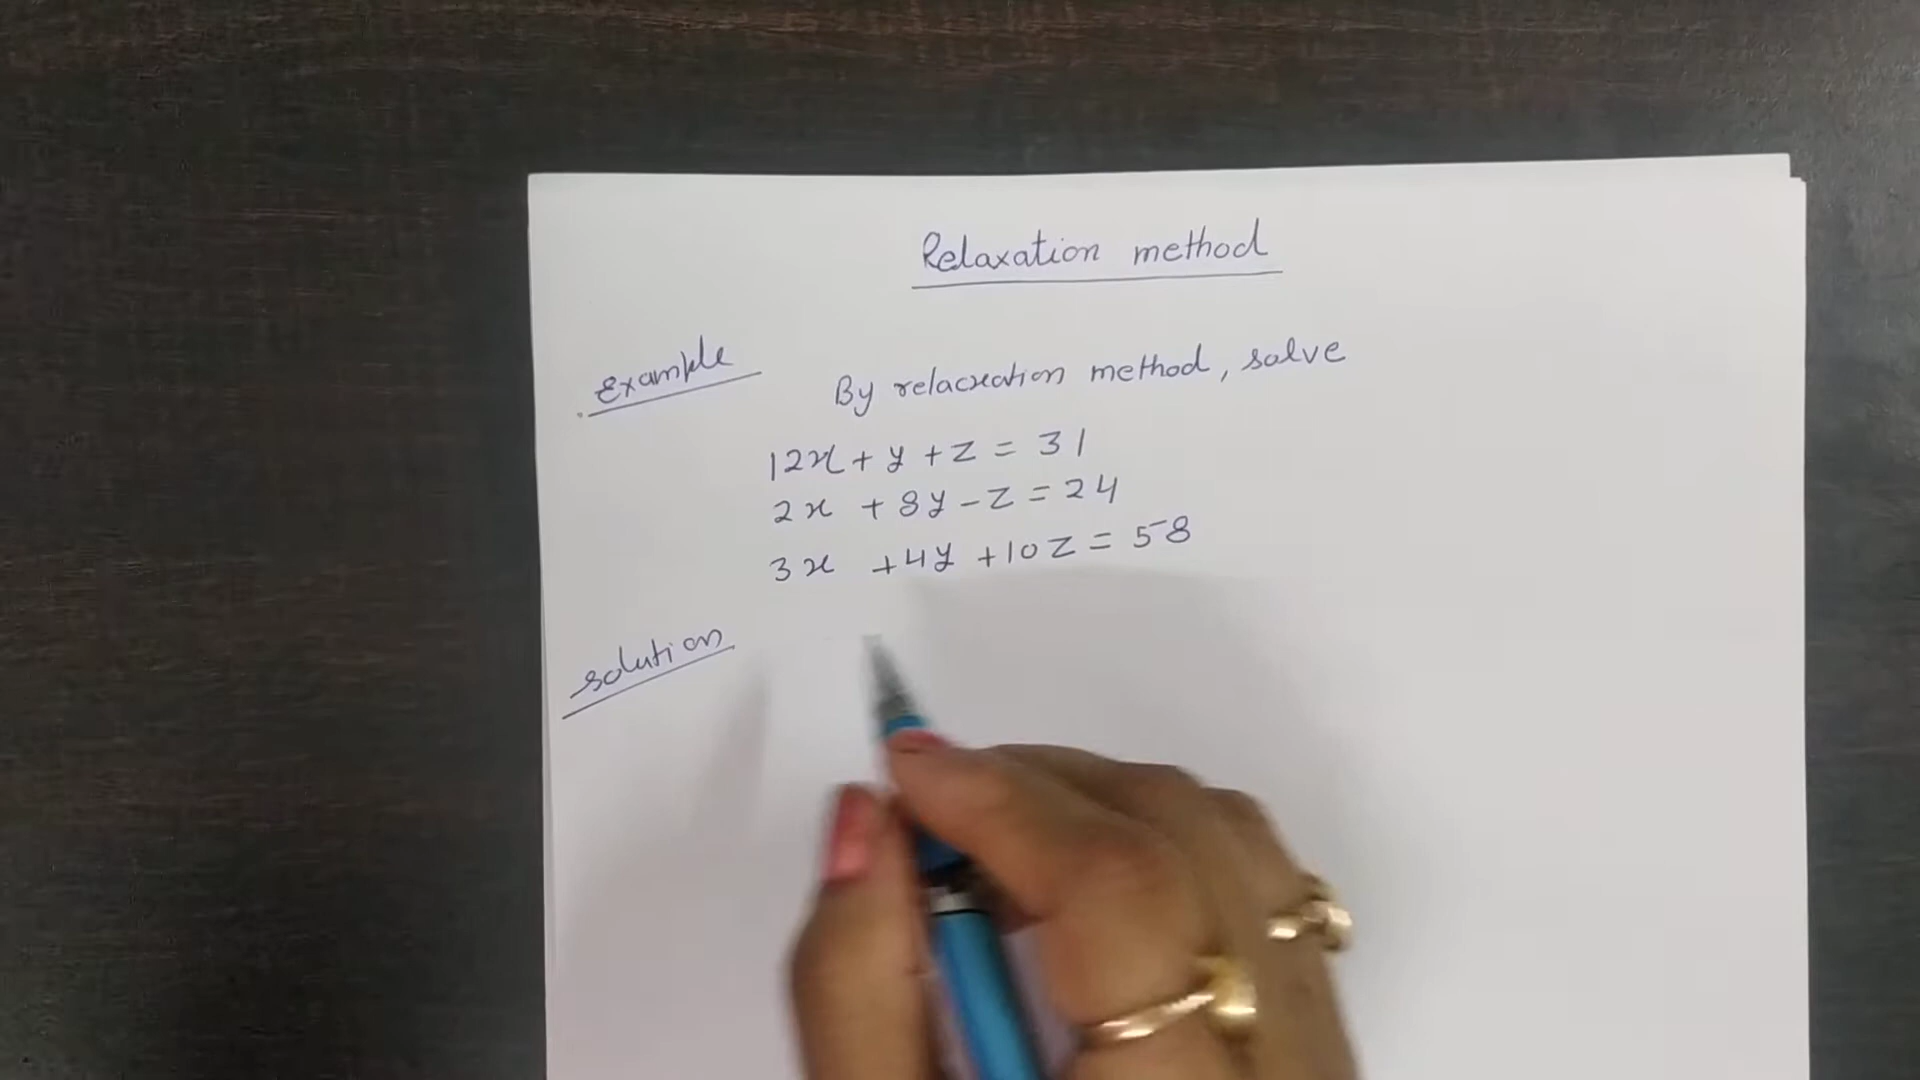 Relaxation method
Example
By relaxation method, solve
12x + y + z = 31
2x + 8y - z = 24
3x + 4y + 10z = 58
solution